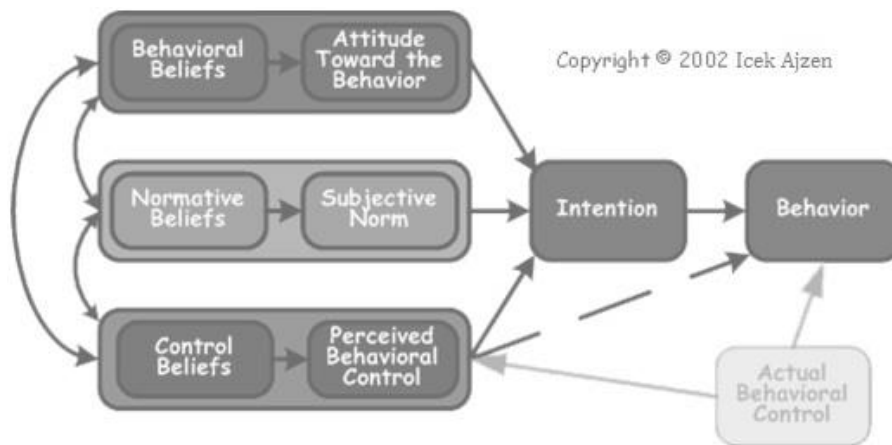 Behavioral
Beliefs
Attitude
Toward the
Behavior
Copyright © 2002 Icek Ajzen
Normative
Beliefs
Subjective
Norm
Intention
Behavior
Control
Beliefs
Perceived
Behavioral
Control
Actual
Behavioral
Control